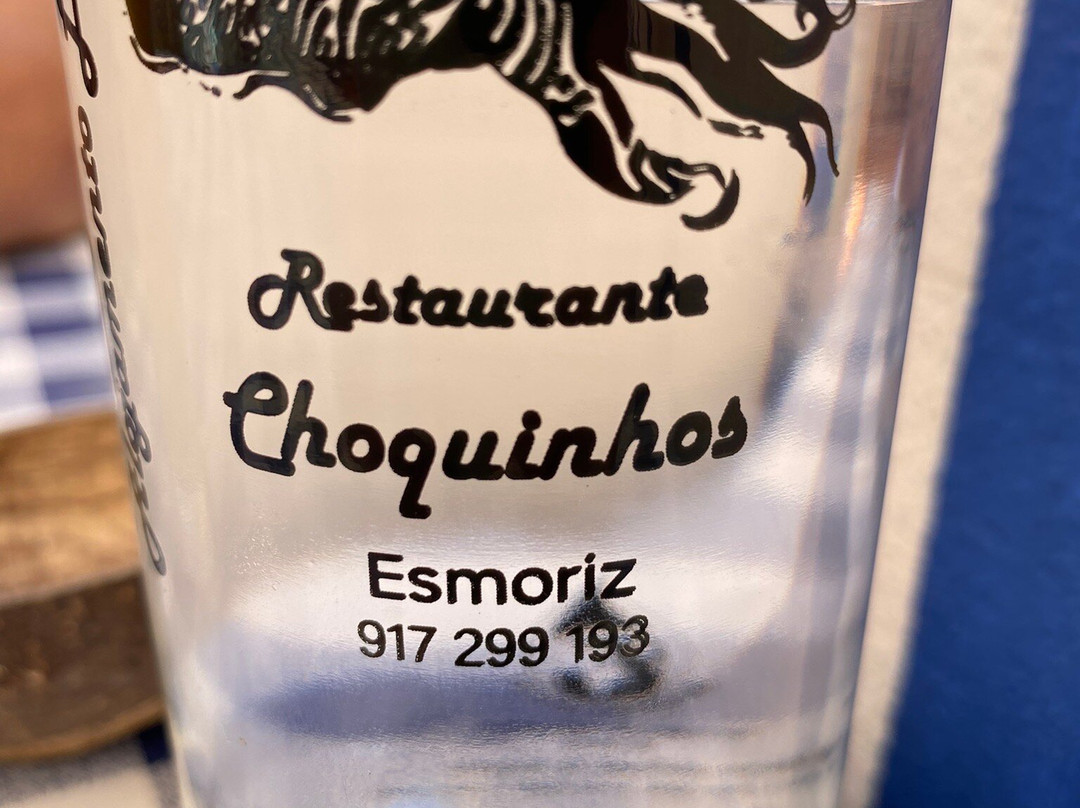 Restaurante
Choquinhos
Esmoriz
917 299 193